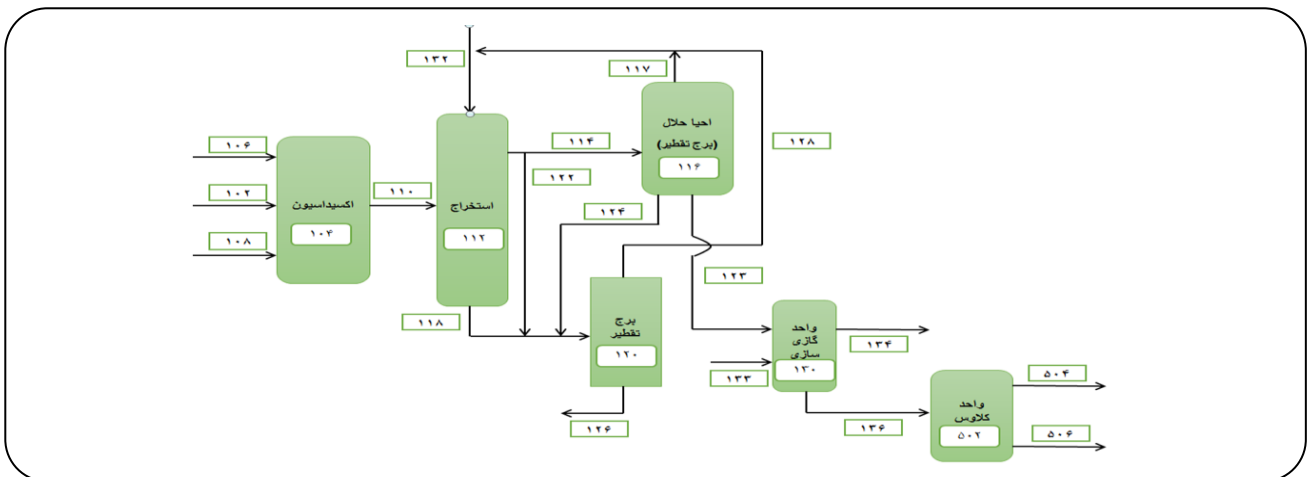 ۱۳۲
۱۱۷
احیا حلال
(برج تقطیر)
۱۱۶
۱۰۶
۱۱۴
۱۲۸
۱۲۲
۱۰۲
۱۱۰
اکسیداسیون
۱۰۴
استخراج
۱۱۲
۱۲۴
۱۰۸
۱۲۳
۱۱۸
برج
تقطیر
۱۲۰
واحد
گازی
سازی
۱۳۰
۱۳۴
۱۳۳
۵۰۴
واحد
کلاوس
۵۰۲
۱۲۶
۱۳۶
۵۰۶